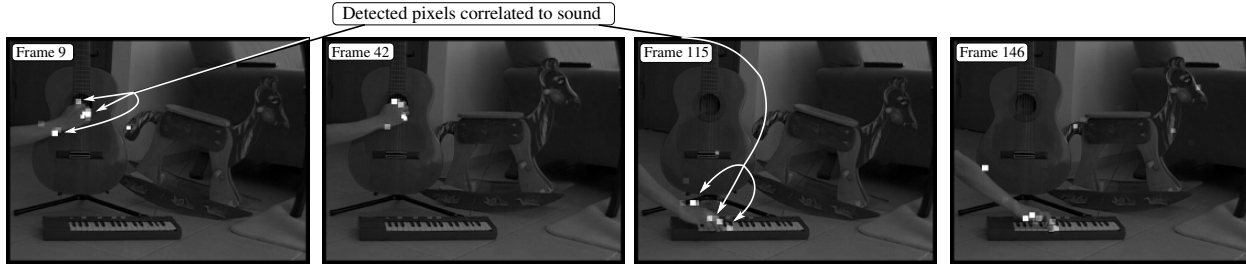 Detected pixels correlated to sound
Frame 9
Frame 42
Frame 115
Frame 146